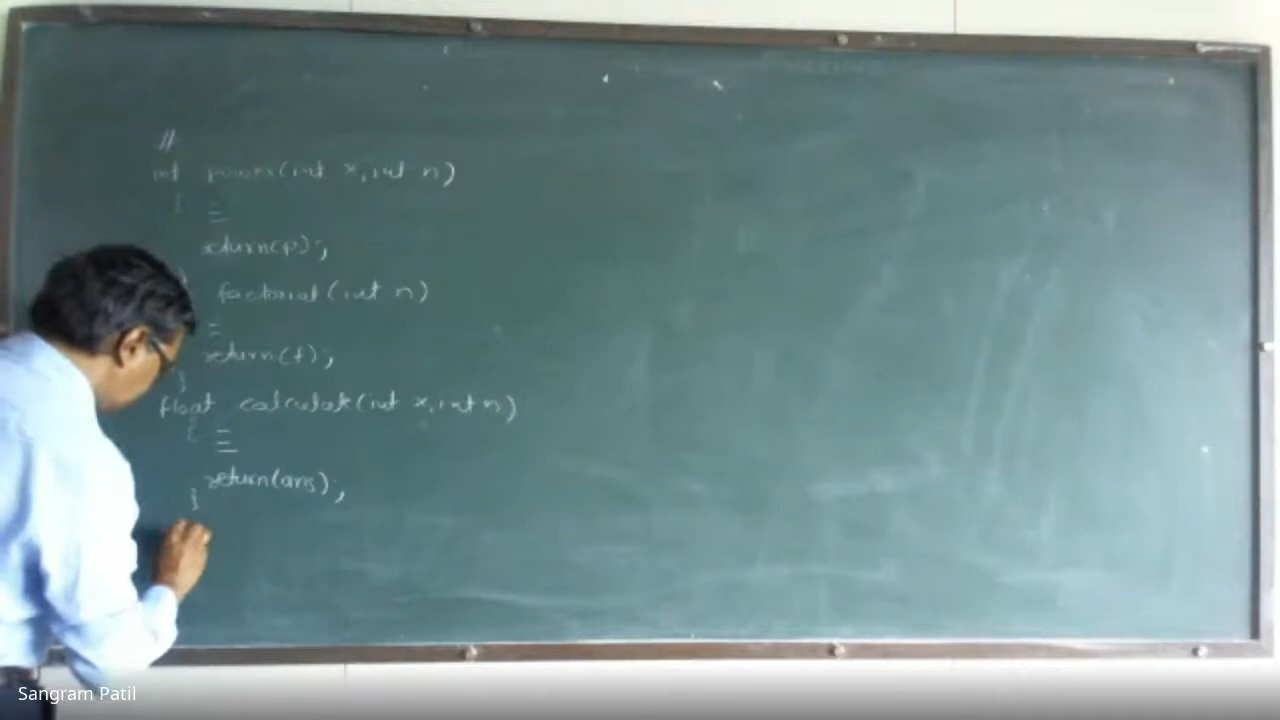 //
int power(int x, int n)
{ =
return(p);
}
factorial(int n)
=
return(f);
}
float calculate(int x, int n)
{ =
return(ans);
}
Sangram Patil